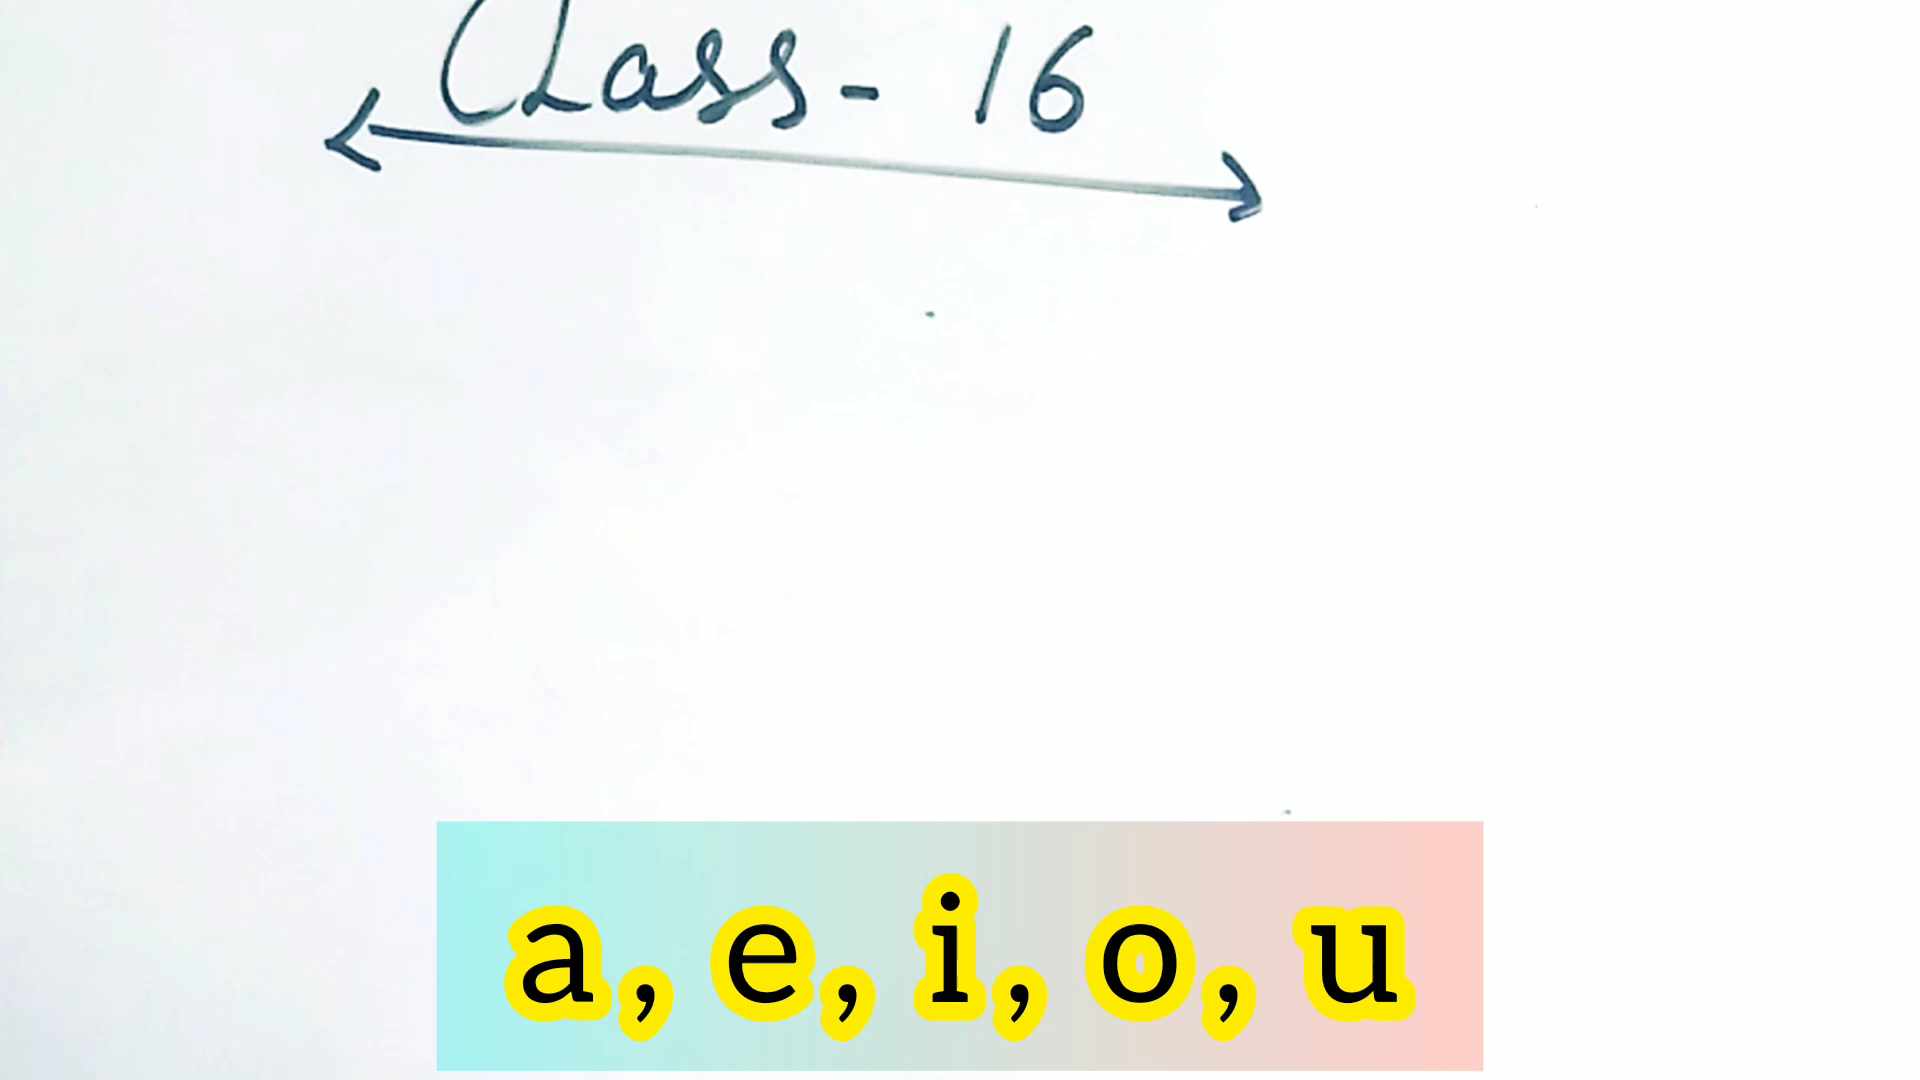 Class - 16
a, e, i, o, u